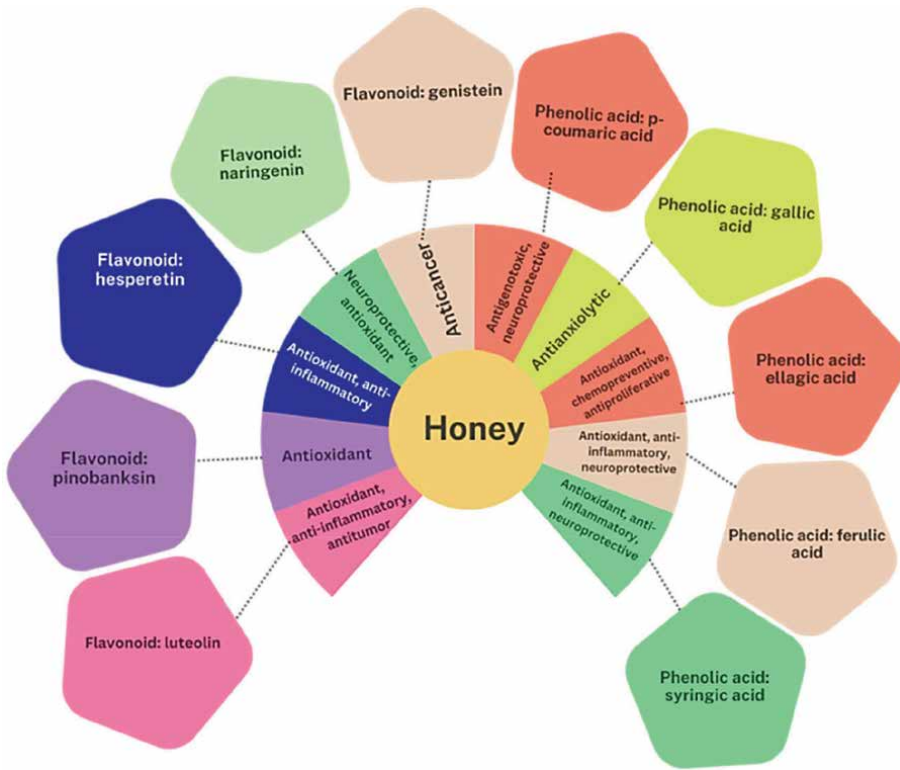 Flavonoid: genistein
Phenolic acid: p-
coumaric acid
Flavonoid:
naringenin
Phenolic acid: gallic
acid
Flavonoid:
hesperetin
Anticancer
Antigenotoxic,
neuroprotective
Neuroprotective,
antioxidant
Antianxiolytic
Antioxidant, anti-
inflammatory
Antioxidant,
chemopreventive,
antiproliferative
Phenolic acid:
ellagic acid
Honey
Flavonoid:
pinobanksin
Antioxidant
Antioxidant, anti-
inflammatory,
neuroprotective
Antioxidant,
anti-inflammatory,
antitumor
Antioxidant, anti-
inflammatory,
neuroprotective
Phenolic acid: ferulic
acid
Flavonoid: luteolin
Phenolic acid:
syringic acid